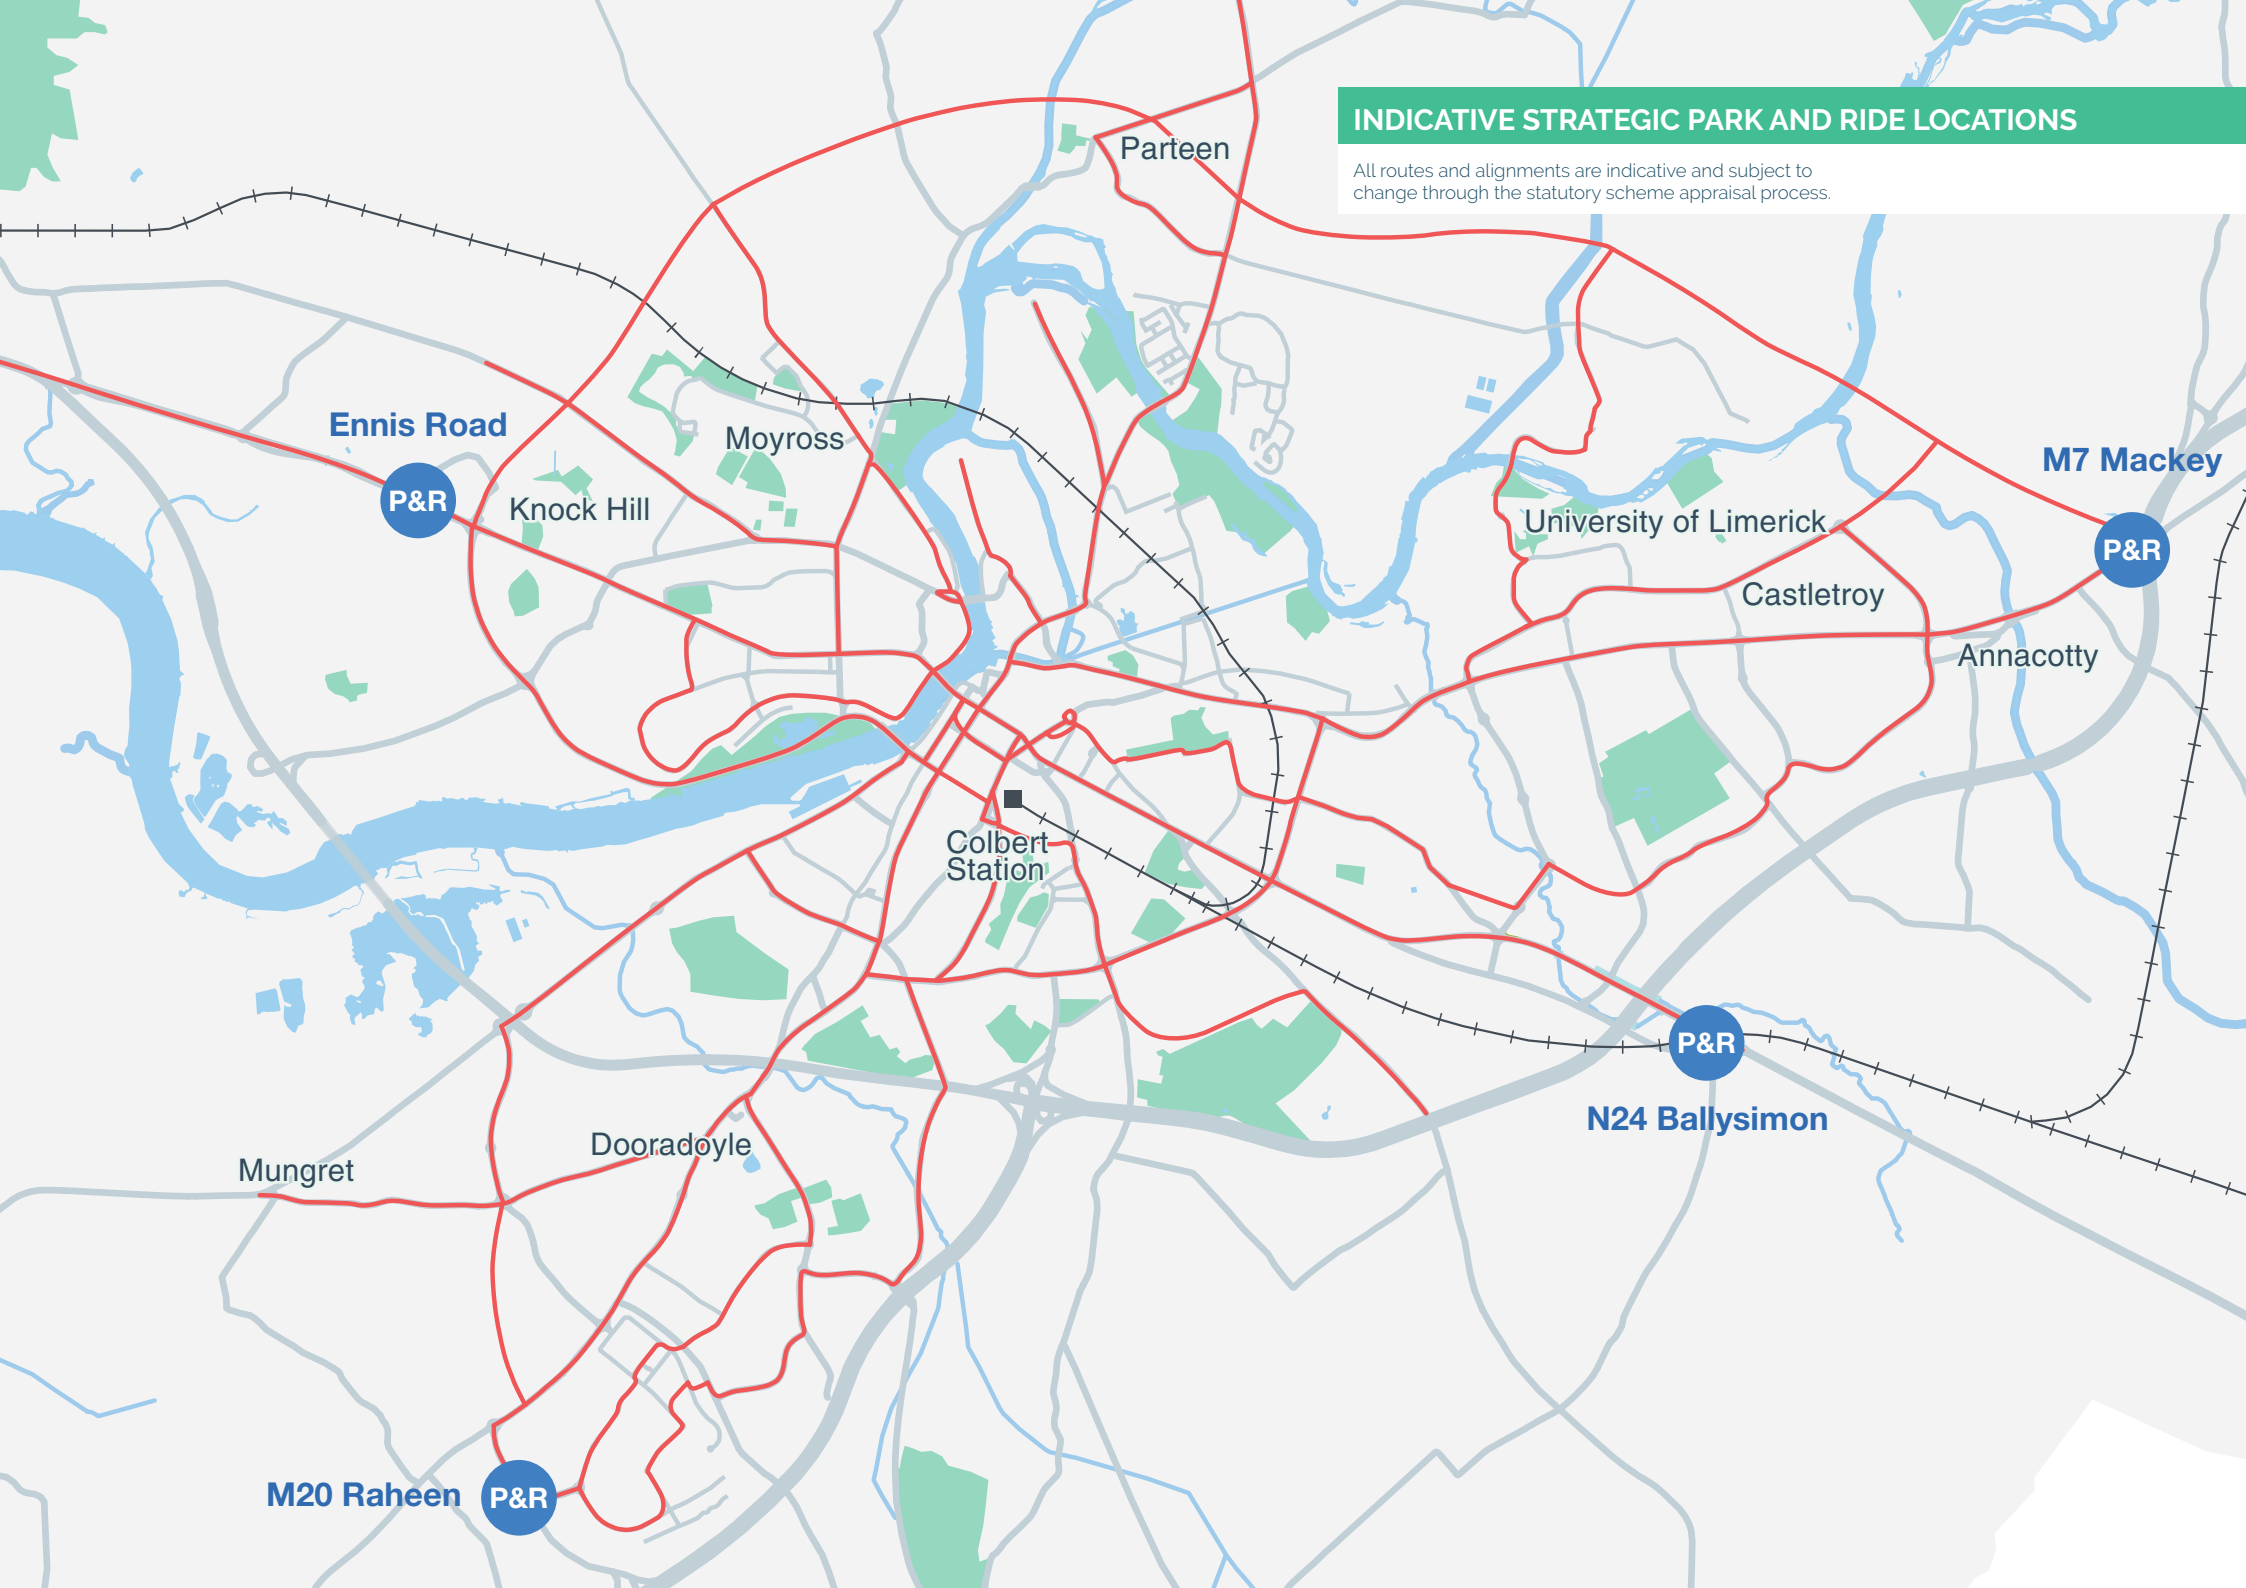 INDICATIVE STRATEGIC PARK AND RIDE LOCATIONS
All routes and alignments are indicative and subject to
change through the statutory scheme appraisal process.
Parteen
Ennis Road
P&R
Moyross
Knock Hill
M7 Mackey
P&R
University of Limerick
Castletroy
Annacotty
Colbert
Station
P&R
N24 Ballysimon
Dooradoyle
Mungret
M20 Raheen
P&R